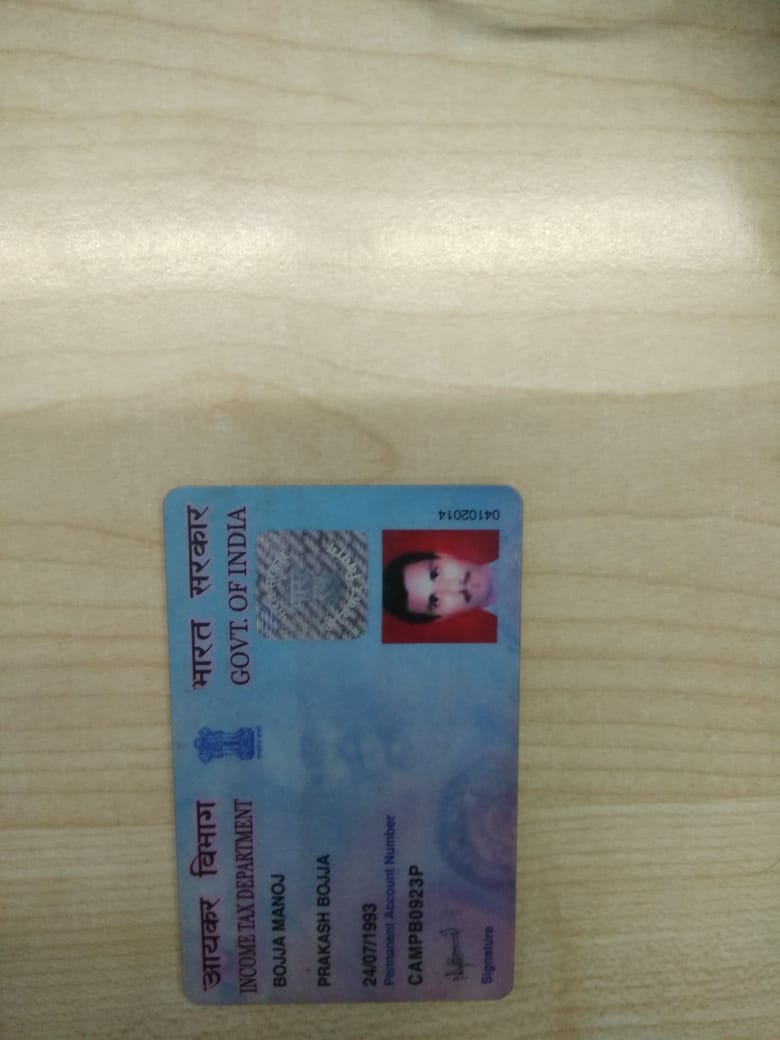 आयकर विभाग
INCOME TAX DEPARTMENT
भारत सरकार
GOVT. OF INDIA
BOJJA MANOJ
PRAKASH BOJJA
24/07/1993
Permanent Account Number
CAMPB0923P
Signature
04102014